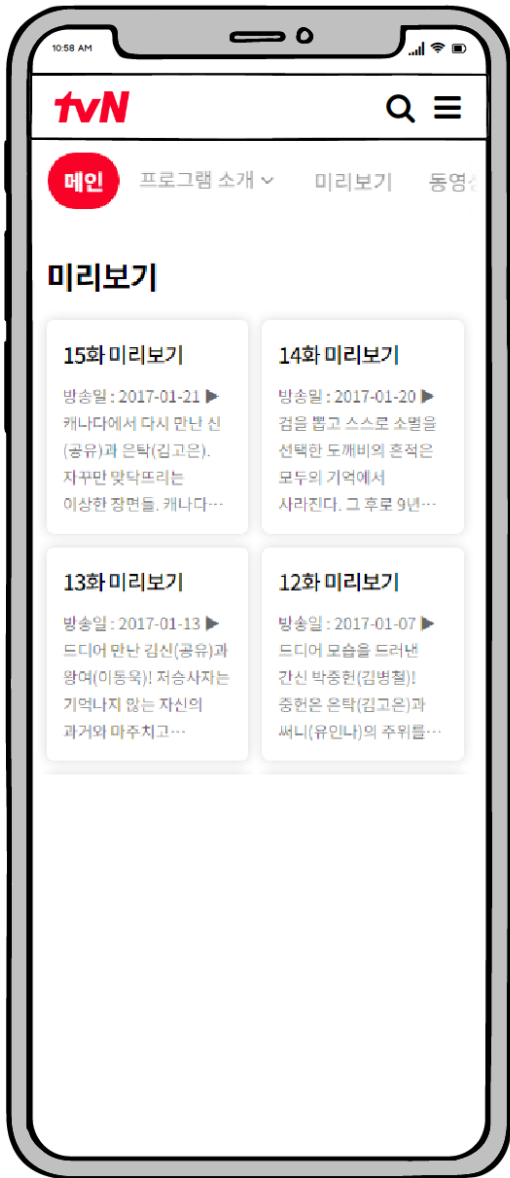 10:58 AM
tvN
메인 프로그램 소개 미리보기 동영
미리보기
15화 미리보기
방송일 : 2017-01-21 ▶
캐나다에서 다시 만난 신
(공유)과 은탁(김고은).
자꾸만 맞닥뜨리는
이상한 장면들. 캐나다…
14화 미리보기
방송일 : 2017-01-20 ▶
검을 뽑고 스스로 소멸을
선택한 도깨비의 흔적은
모두의 기억에서
사라진다. 그 후로 9년…
13화 미리보기
방송일 : 2017-01-13 ▶
드디어 만난 김신(공유)과
왕여(이동욱)! 저승사자는
기억나지 않는 자신의
과거와 마주치고…
12화 미리보기
방송일 : 2017-01-07 ▶
드디어 모습을 드러낸
간신 박중헌(김병철)!
중헌은 은탁(김고은)과
써니(유인나)의 주위를…